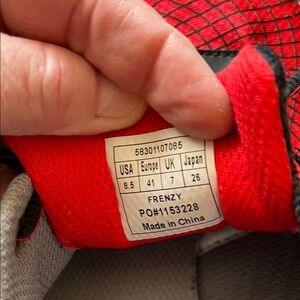 58301107085
USA Europe UK Japan
8.5 41 7 26
FRENZY
PO#1153228
Made in China